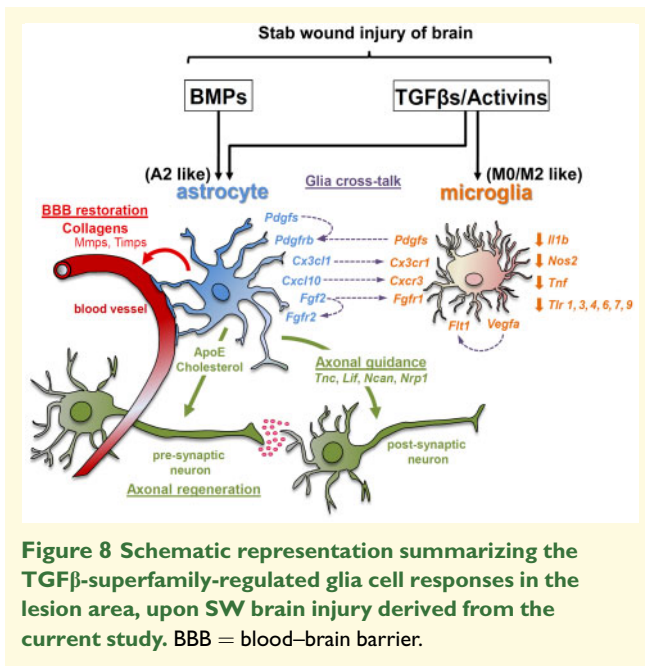 Stab wound injury of brain
BMPs
TGFβs/Activins
(A2 like)
astrocyte
Glia cross-talk
(M0/M2 like)
microglia
BBB restoration
Collagens
Mmps, Timps
blood vessel
Pdgfs
Pdgfrb
Cx3cl1
Cxcl10
Fgf2
Fgfr2
Pdgfs
Cx3cr1
Cxcr3
Fgfr1
Flt1
Vegfa
Il1b
Nos2
Tnf
Tlr 1, 3, 4, 6, 7, 9
ApoE
Cholesterol
Axonal guidance
Tnc, Lif, Ncan, Nrp1
pre-synaptic
neuron
post-synaptic
neuron
Axonal regeneration
Figure 8 Schematic representation summarizing the
TGFβ-superfamily-regulated glia cell responses in the
lesion area, upon SW brain injury derived from the
current study. BBB = blood–brain barrier.